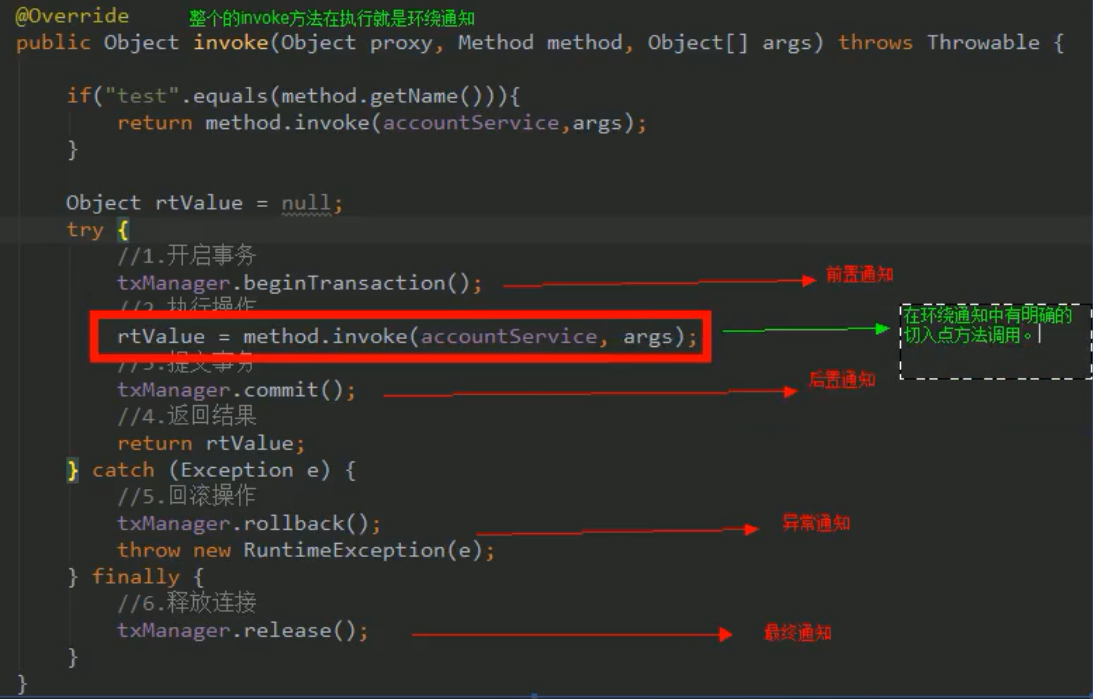 @Override 整个的invoke方法在执行就是环绕通知
public Object invoke(Object proxy, Method method, Object[] args) throws Throwable {
if("test".equals(method.getName())){
return method.invoke(accountService,args);
}
Object rtValue = null;
try {
//1.开启事务
txManager.beginTransaction(); 前置通知
//2.执行操作
rtValue = method.invoke(accountService, args); 在环绕通知中有明确的
切入点方法调用。
//3.提交事务
txManager.commit(); 后置通知
//4.返回结果
return rtValue;
} catch (Exception e) {
//5.回滚操作
txManager.rollback(); 异常通知
throw new RuntimeException(e);
} finally {
//6.释放连接
txManager.release(); 最终通知
}
}